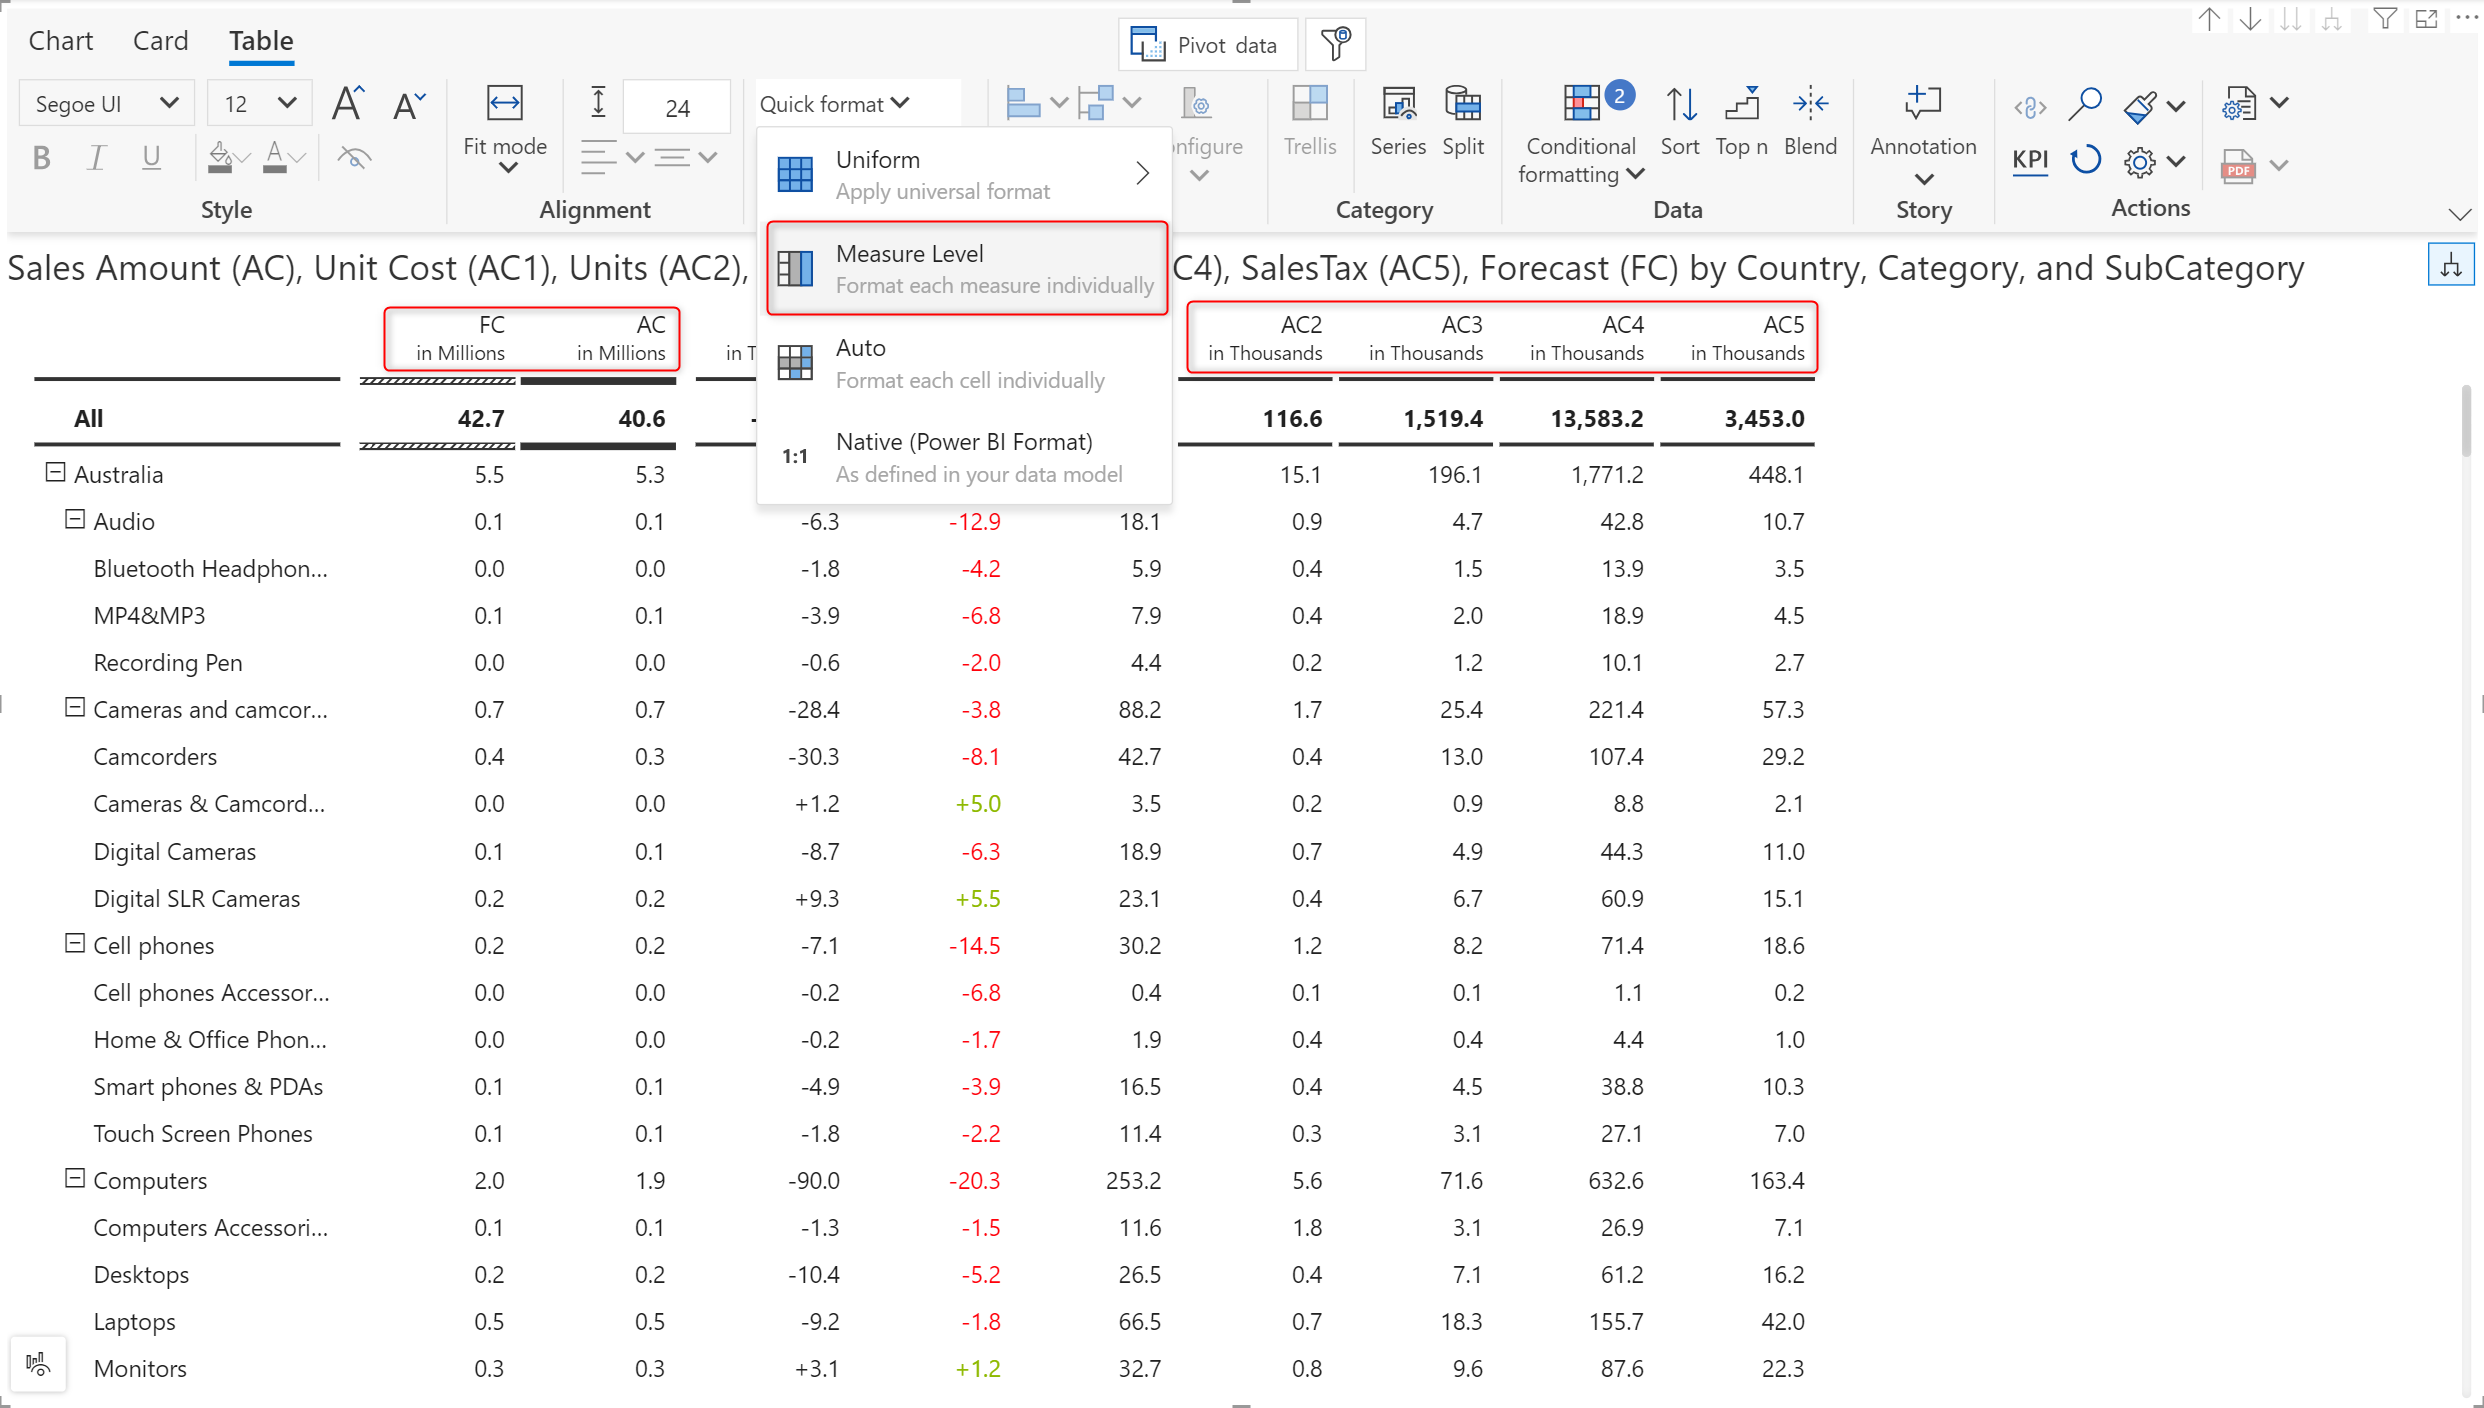 Chart Card Table
Pivot data
Segoe UI 12 A A 24 Quick format
2
Fit mode nfigure Trellis Series Split Conditional formatting Sort Top n Blend Annotation
B I U A KPI PDF
Style Alignment Category Data Story Actions
Uniform
Apply universal format
Measure Level
Format each measure individually
Auto
Format each cell individually
1:1 Native (Power BI Format)
As defined in your data model
Sales Amount (AC), Unit Cost (AC1), Units (AC2), C4), SalesTax (AC5), Forecast (FC) by Country, Category, and SubCategory
FC AC AC2 AC3 AC4 AC5
in Millions in Millions in T in Thousands in Thousands in Thousands in Thousands
All 42.7 40.6 - 116.6 1,519.4 13,583.2 3,453.0
Australia 5.5 5.3 15.1 196.1 1,771.2 448.1
Audio 0.1 0.1 -6.3 -12.9 18.1 0.9 4.7 42.8 10.7
Bluetooth Headphon... 0.0 0.0 -1.8 -4.2 5.9 0.4 1.5 13.9 3.5
MP4&MP3 0.1 0.1 -3.9 -6.8 7.9 0.4 2.0 18.9 4.5
Recording Pen 0.0 0.0 -0.6 -2.0 4.4 0.2 1.2 10.1 2.7
Cameras and camcor... 0.7 0.7 -28.4 -3.8 88.2 1.7 25.4 221.4 57.3
Camcorders 0.4 0.3 -30.3 -8.1 42.7 0.4 13.0 107.4 29.2
Cameras & Camcord... 0.0 0.0 +1.2 +5.0 3.5 0.2 0.9 8.8 2.1
Digital Cameras 0.1 0.1 -8.7 -6.3 18.9 0.7 4.9 44.3 11.0
Digital SLR Cameras 0.2 0.2 +9.3 +5.5 23.1 0.4 6.7 60.9 15.1
Cell phones 0.2 0.2 -7.1 -14.5 30.2 1.2 8.2 71.4 18.6
Cell phones Accessor... 0.0 0.0 -0.2 -6.8 0.4 0.1 0.1 1.1 0.2
Home & Office Phon... 0.0 0.0 -0.2 -1.7 1.9 0.4 0.4 4.4 1.0
Smart phones & PDAs 0.1 0.1 -4.9 -3.9 16.5 0.4 4.5 38.8 10.3
Touch Screen Phones 0.1 0.1 -1.8 -2.2 11.4 0.3 3.1 27.1 7.0
Computers 2.0 1.9 -90.0 -20.3 253.2 5.6 71.6 632.6 163.4
Computers Accessori... 0.1 0.1 -1.3 -1.5 11.6 1.8 3.1 26.9 7.1
Desktops 0.2 0.2 -10.4 -5.2 26.5 0.4 7.1 61.2 16.2
Laptops 0.5 0.5 -9.2 -1.8 66.5 0.7 18.3 155.7 42.0
Monitors 0.3 0.3 +3.1 +1.2 32.7 0.8 9.6 87.6 22.3